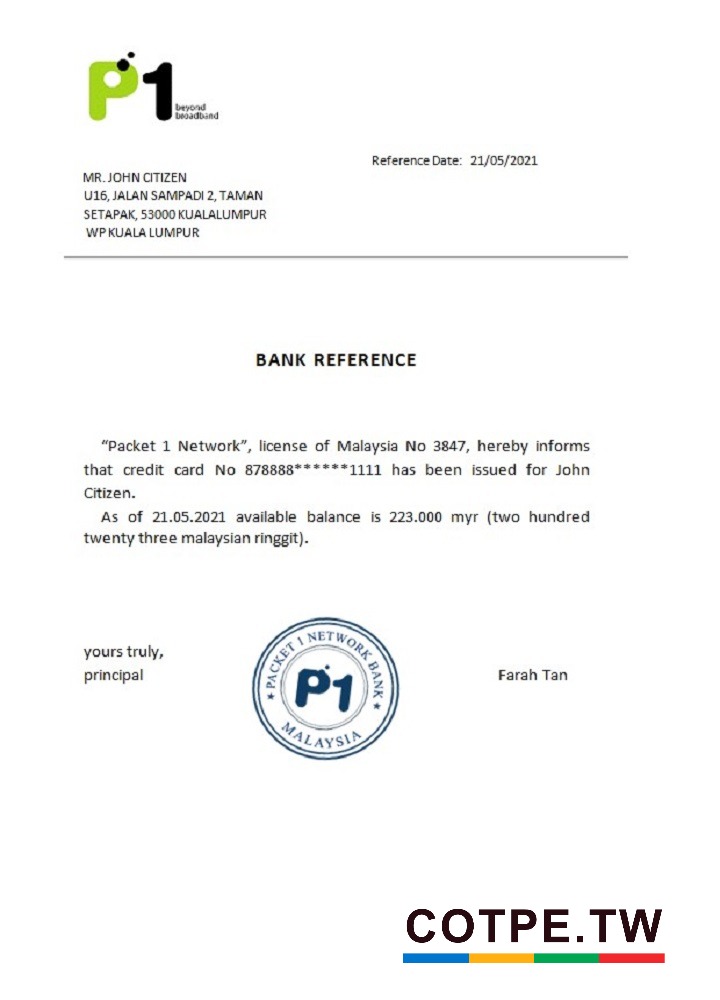 P1
beyond
broadband
Reference Date: 21/05/2021
MR. JOHN CITIZEN
U16, JALAN SAMPADI 2, TAMAN
SETAPAK, 53000 KUALALUMPUR
WP KUALA LUMPUR
BANK REFERENCE
“Packet 1 Network”, license of Malaysia No 3847, hereby informs
that credit card No 878888******1111 has been issued for John
Citizen.
As of 21.05.2021 available balance is 223.000 myr (two hundred
twenty three malaysian ringgit).
yours truly,
principal
★ PACKET 1 NETWORK BANK ★
P1
MALAYSIA
Farah Tan
COTPE.TW